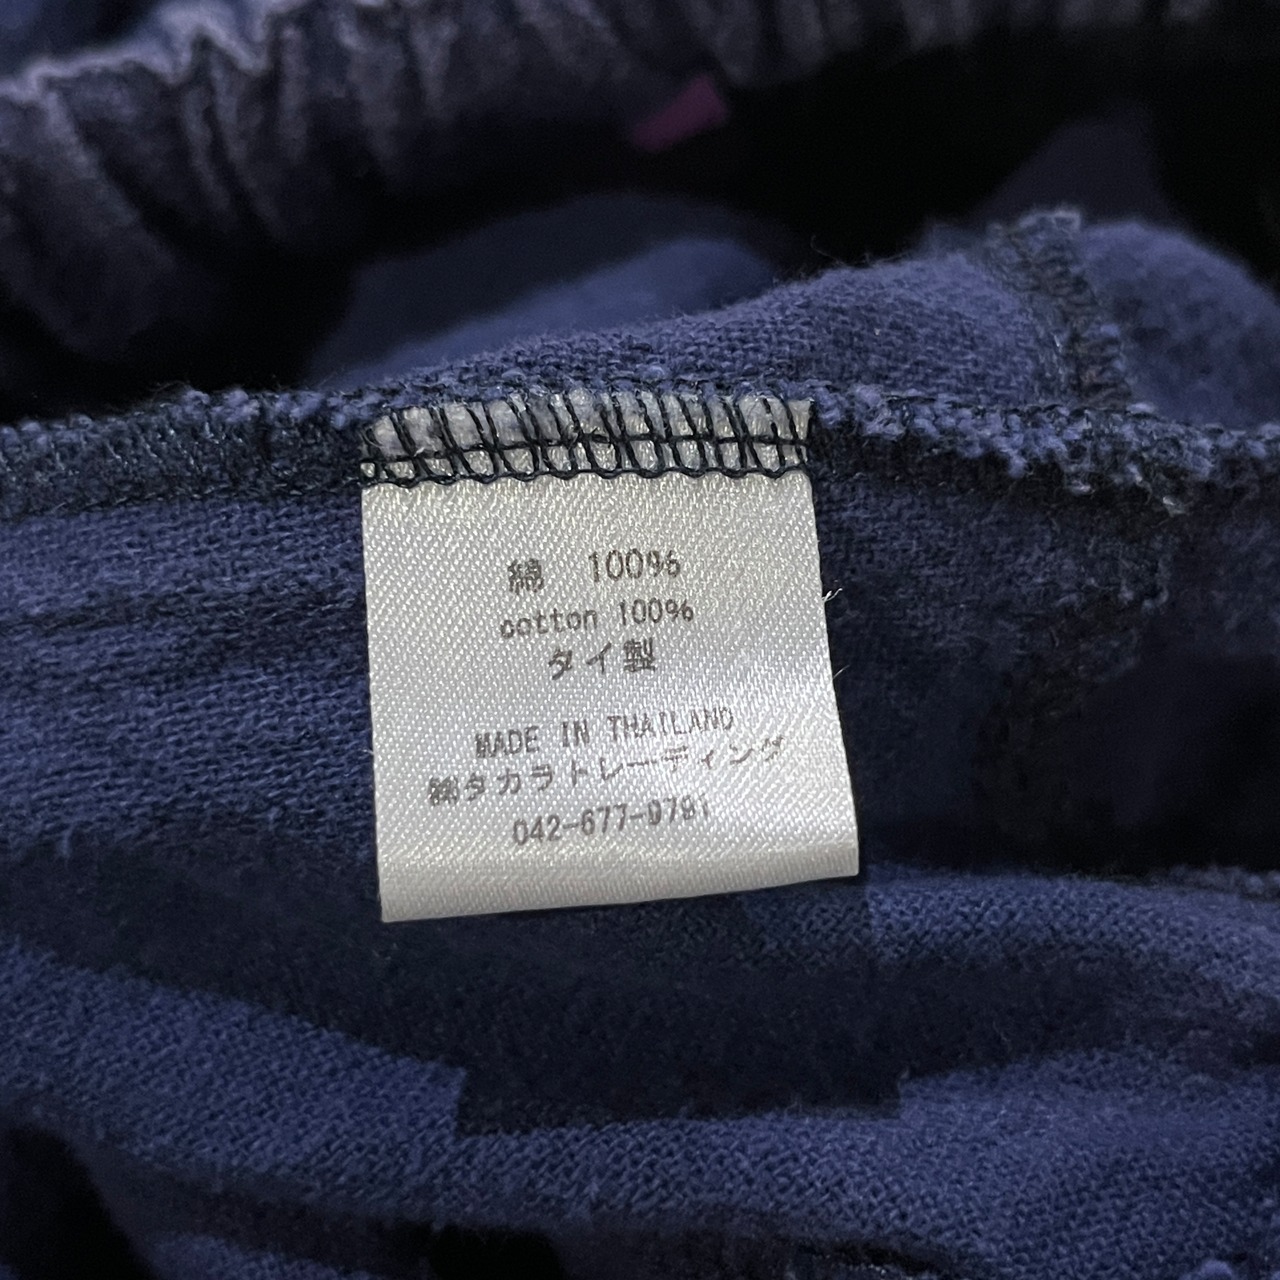 綿 100%
cotton 100%
タイ製
MADE IN THAILAND
㈱タカラトレーディング
042-677-9791